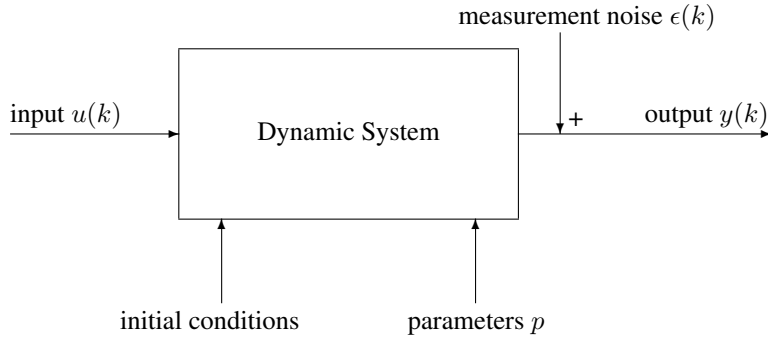 measurement noise ϵ(k)
input u(k)
+
output y(k)
Dynamic System
initial conditions
parameters p